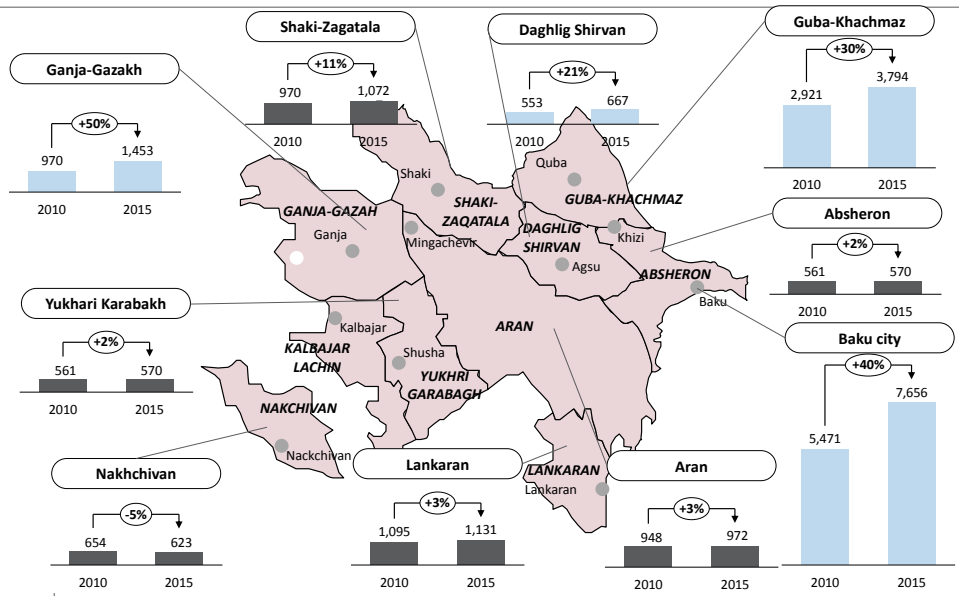 Shaki-Zagatala
+11%
970
1,072
2010
2015
Daghlig Shirvan
+21%
553
667
2010
2015
Guba-Khachmaz
+30%
2,921
3,794
2010
2015
Ganja-Gazakh
+50%
970
1,453
2010
2015
Absheron
+2%
561
570
2010
2015
Yukhari Karabakh
+2%
561
570
2010
2015
Baku city
+40%
5,471
7,656
2010
2015
Nakhchivan
-5%
654
623
2010
2015
Lankaran
+3%
1,095
1,131
2010
2015
Aran
+3%
948
972
2010
2015
Shaki
SHAKI-
ZAQATALA
Quba
GUBA-KHACHMAZ
GANJA-GAZAH
Ganja
Mingachevir
DAGHLIG
SHIRVAN
Khizi
Agsu
ABSHERON
Baku
ARAN
Kalbajar
KALBAJAR
LACHIN
Shusha
YUKHRI
GARABAGH
NAKCHIVAN
Nackchivan
LANKARAN
Lankaran